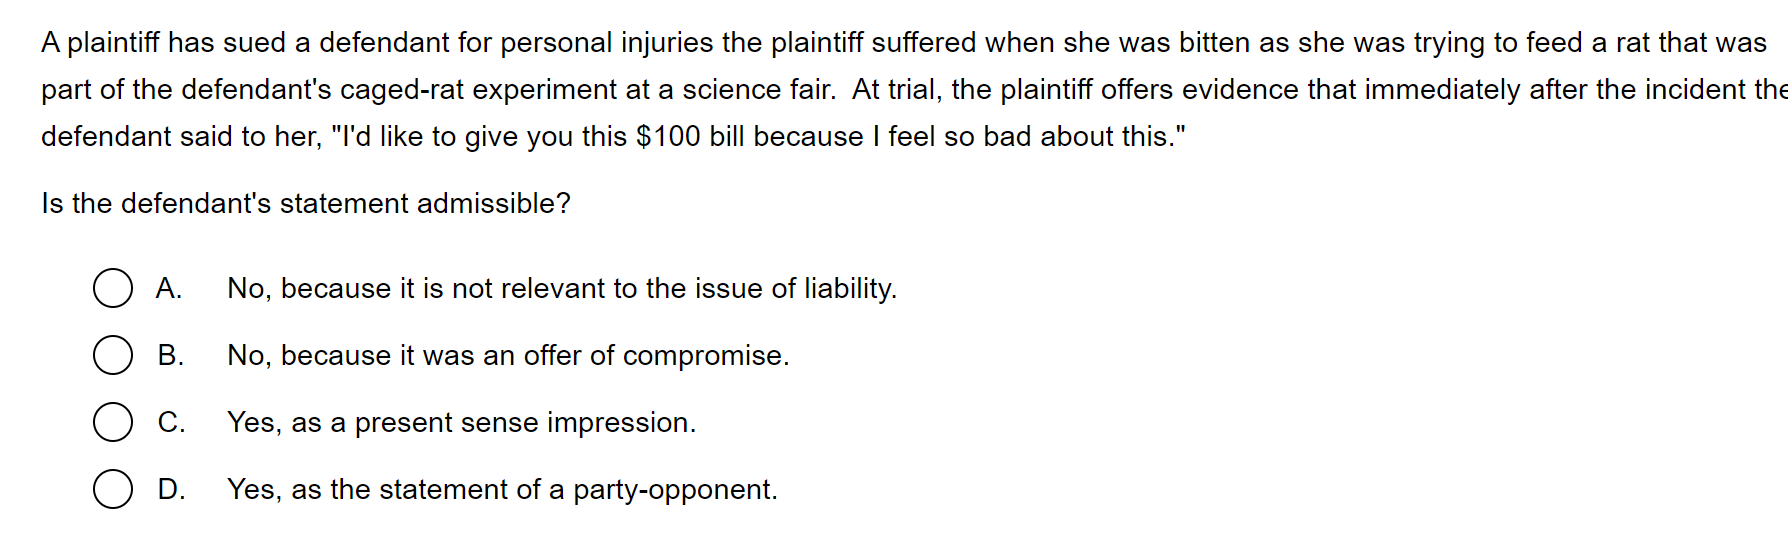 A plaintiff has sued a defendant for personal injuries the plaintiff suffered when she was bitten as she was trying to feed a rat that was
part of the defendant's caged-rat experiment at a science fair.  At trial, the plaintiff offers evidence that immediately after the incident the
defendant said to her, "I'd like to give you this $100 bill because I feel so bad about this."
Is the defendant's statement admissible?
A. No, because it is not relevant to the issue of liability.
B. No, because it was an offer of compromise.
C. Yes, as a present sense impression.
D. Yes, as the statement of a party-opponent.